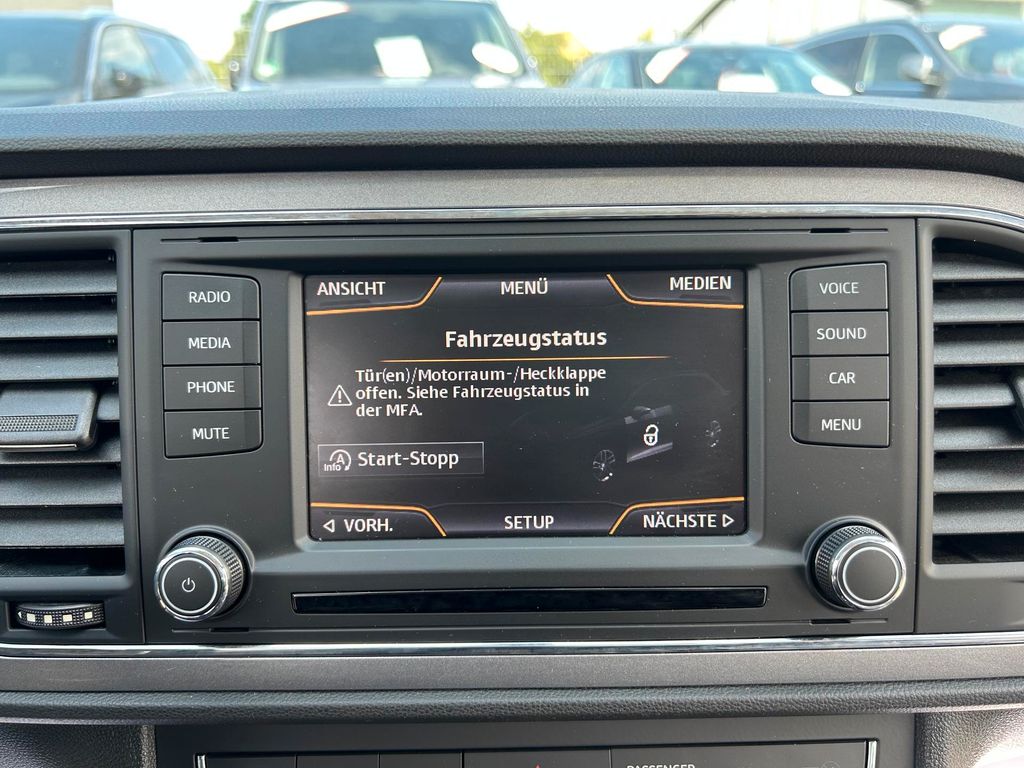 RADIO
MEDIA
PHONE
MUTE
ANSICHT
MENÜ
MEDIEN
Fahrzeugstatus
Tür(en)/Motorraum-/Heckklappe
offen. Siehe Fahrzeugstatus in
der MFA.
A
Info
Start-Stopp
VORH.
SETUP
NÄCHSTE
VOICE
SOUND
CAR
MENU
PASSENGER